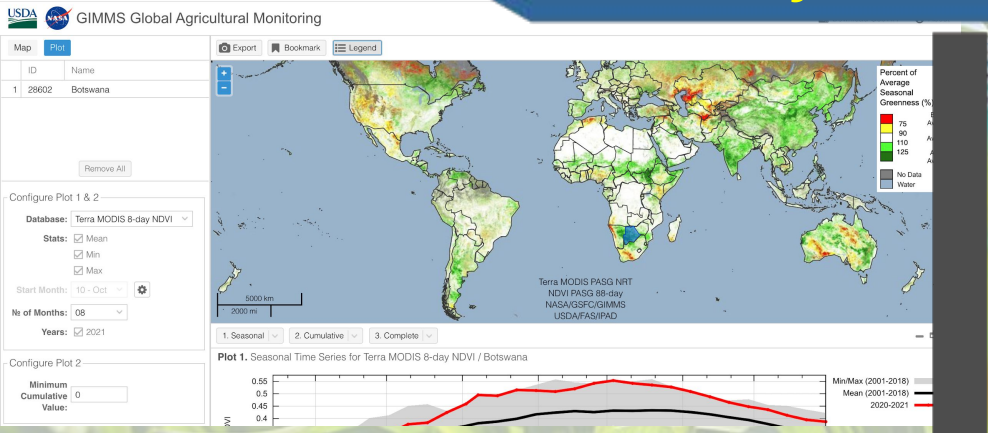 USDA
NASA
GIMMS Global Agricultural Monitoring
Map
Plot
Export
Bookmark
Legend
ID
Name
1
28602
Botswana
Remove All
Configure Plot 1 & 2
Database:
Terra MODIS 8-day NDVI
Stats:
Mean
Min
Max
Start Month:
10 - Oct
№ of Months:
08
Years:
2021
Configure Plot 2
Minimum
Cumulative
Value:
0
+
−
5000 km
2000 mi
Terra MODIS PASG NRT
NDVI PASG 88-day
NASA/GSFC/GIMMS
USDA/FAS/IPAD
Percent of
Average
Seasonal
Greenness (%)
75
90
110
125
No Data
Water
1. Seasonal
2. Cumulative
3. Complete
Plot 1. Seasonal Time Series for Terra MODIS 8-day NDVI / Botswana
0.55
0.5
0.45
0.4
Min/Max (2001-2018)
Mean (2001-2018)
2020-2021